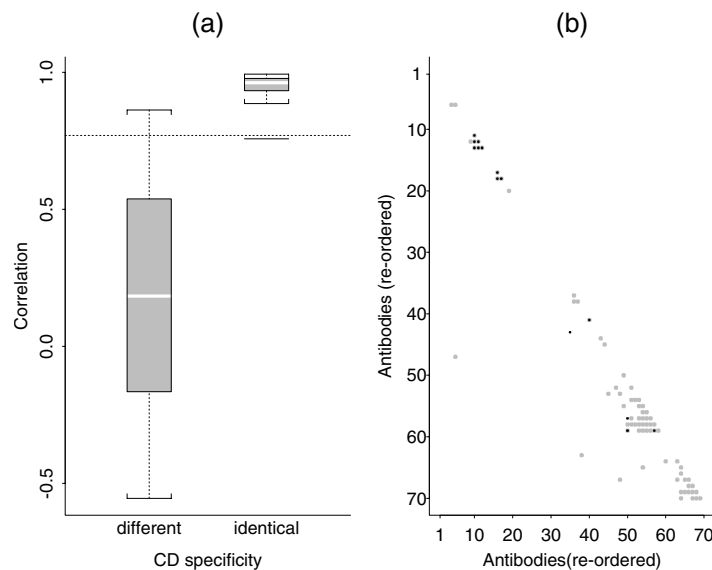 (a)
(b)
Correlation
1.0
0.5
0.0
-0.5
different identical
CD specificity
Antibodies (re-ordered)
1
10
20
30
40
50
60
70
1 10 20 30 40 50 60 70
Antibodies(re-ordered)